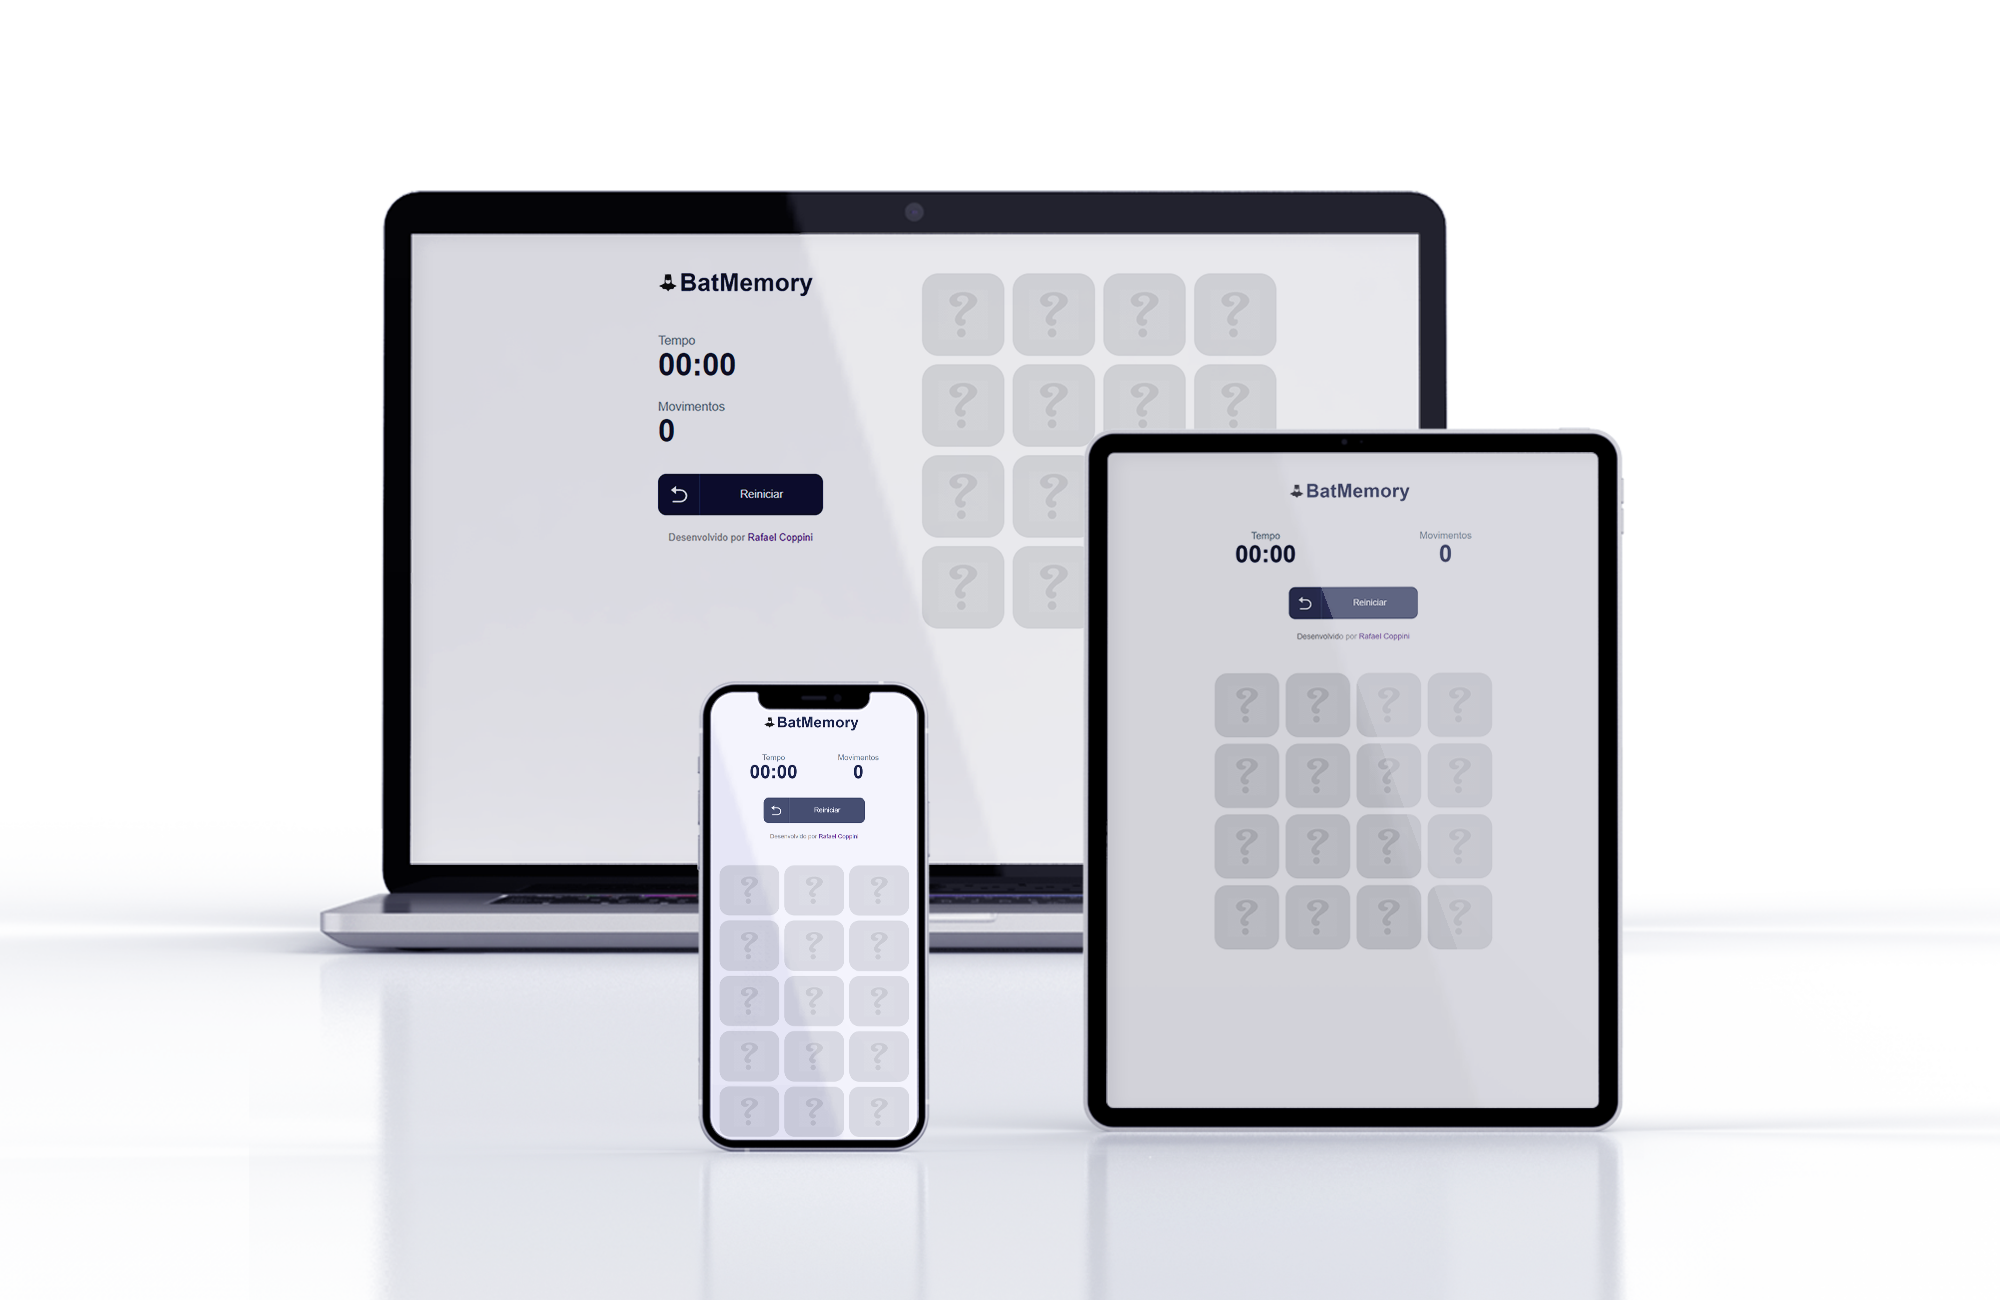 BatMemory
Tempo
00:00
Movimentos
0
Reiniciar
Desenvolvido por Rafael Coppini
? ? ? ?
? ? ? ?
? ?
? ?
BatMemory
Tempo Movimentos
00:00 0
Reiniciar
Desenvolvido por Rafael Coppini
? ? ? ?
? ? ? ?
? ? ? ?
? ? ? ?
BatMemory
Tempo Movimentos
00:00 0
Reiniciar
Desenvolvido por Rafael Coppini
? ? ?
? ? ?
? ? ?
? ? ?
? ? ?